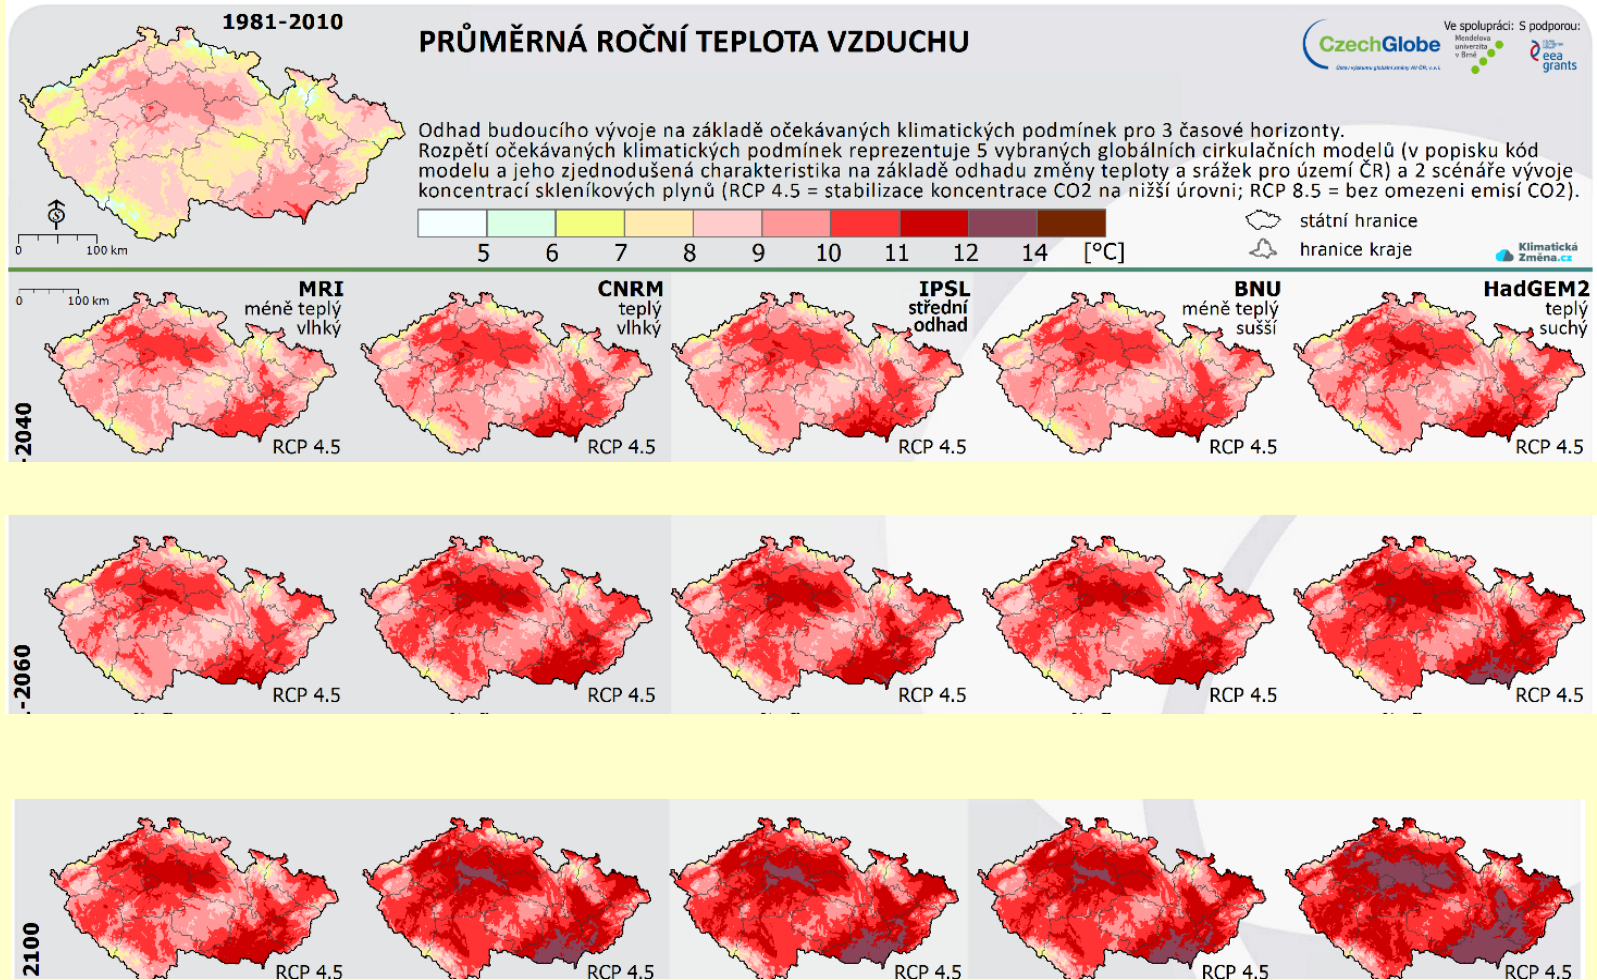 1981-2010
PRŮMĚRNÁ ROČNÍ TEPLOTA VZDUCHU
CzechGlobe
Ve spolupráci: S podporou:
Mendelova
univerzita
v Brně
eea
grants
Odhad budoucího vývoje na základě očekávaných klimatických podmínek pro 3 časové horizonty.
Rozpětí očekávaných klimatických podmínek reprezentuje 5 vybraných globálních cirkulačních modelů (v popisku kód
modelu a jeho zjednodušená charakteristika na základě odhadu změny teploty a srážek pro území ČR) a 2 scénáře vývoje
koncentrací skleníkových plynů (RCP 4.5 = stabilizace koncentrace CO2 na nižší úrovni; RCP 8.5 = bez omezeni emisí CO2).
5 6 7 8 9 10 11 12 14 [°C]
státní hranice
hranice kraje
Klimatická
Změna.cz
0 100 km
0 100 km
MRI
méně teplý
vlhký
CNRM
teplý
vlhký
IPSL
střední
odhad
BNU
méně teplý
sušší
HadGEM2
teplý
suchý
-2040
RCP 4.5 RCP 4.5 RCP 4.5 RCP 4.5 RCP 4.5
-2060
RCP 4.5 RCP 4.5 RCP 4.5 RCP 4.5 RCP 4.5
2100
RCP 4.5 RCP 4.5 RCP 4.5 RCP 4.5 RCP 4.5